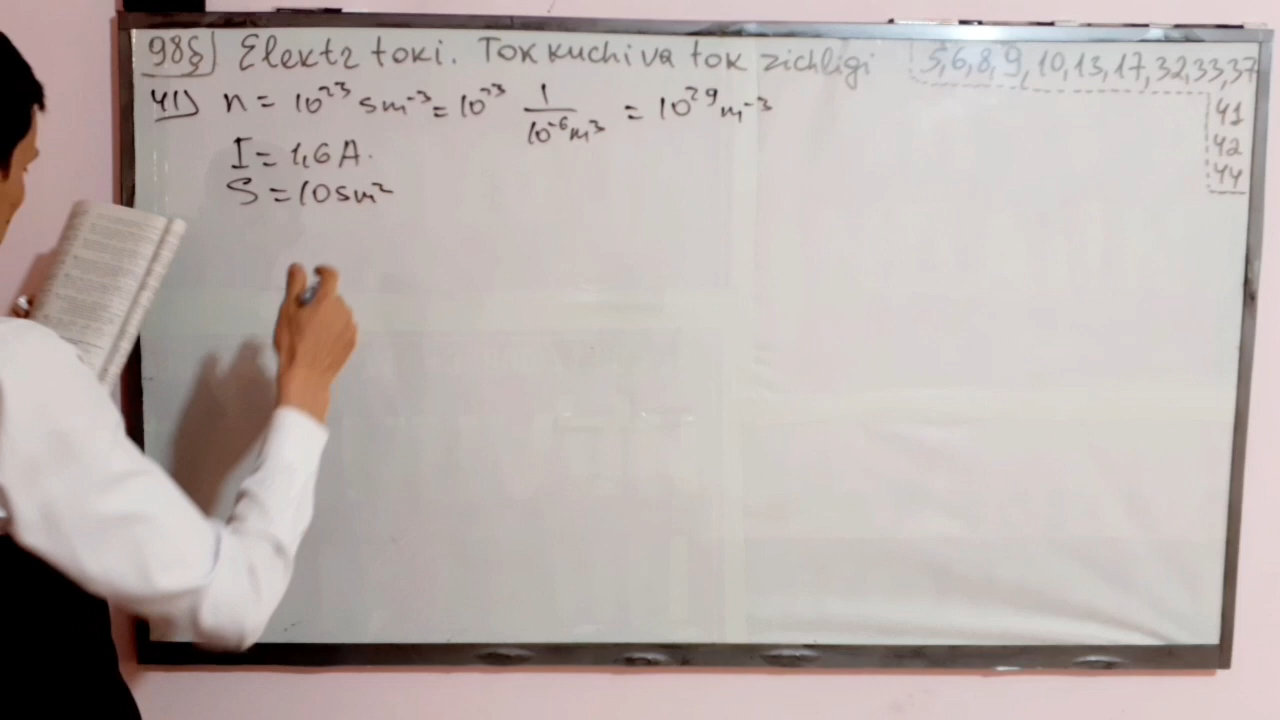 98§) Elektr toki. Tok kuchi va tok zichligi 5,6,8,9,10,13,17,32,33,37
41) n = 10²³ sm⁻³ = 10²³ 1/10⁻⁶m³ = 10²⁹ m⁻³
41
I = 1,6 A.
42
S = 10 sm²
44